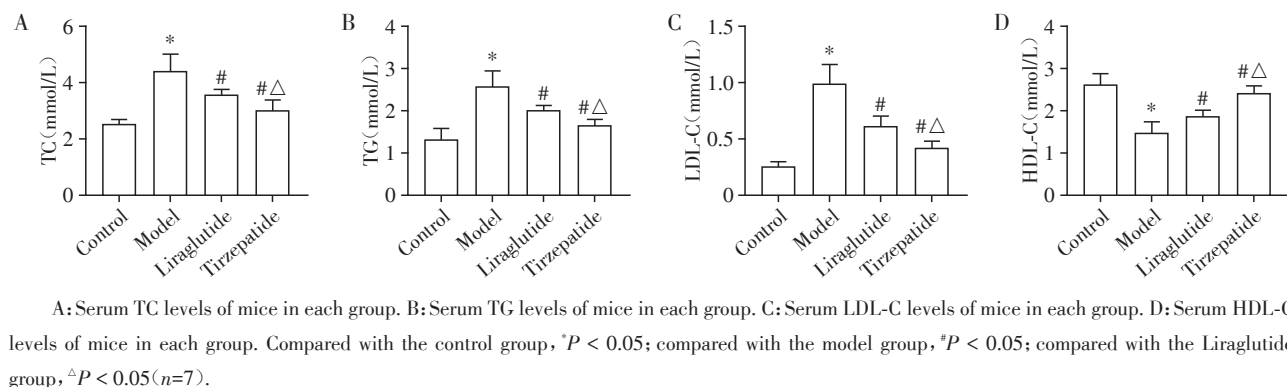 A
B
C
D
TC(mmol/L)
6
4
2
0
*
#
#△
Control
Model
Liraglutide
Tirzepatide
TG(mmol/L)
4
3
2
1
0
*
#
#△
Control
Model
Liraglutide
Tirzepatide
LDL-C(mmol/L)
1.5
1.0
0.5
0
*
#
#△
Control
Model
Liraglutide
Tirzepatide
HDL-C(mmol/L)
4
3
2
1
0
*
#
#△
Control
Model
Liraglutide
Tirzepatide
A:Serum TC levels of mice in each group. B:Serum TG levels of mice in each group. C:Serum LDL-C levels of mice in each group. D:Serum HDL-C
levels of mice in each group. Compared with the control group,*P < 0.05; compared with the model group,#P < 0.05; compared with the Liraglutide
group,△P < 0.05(n=7).